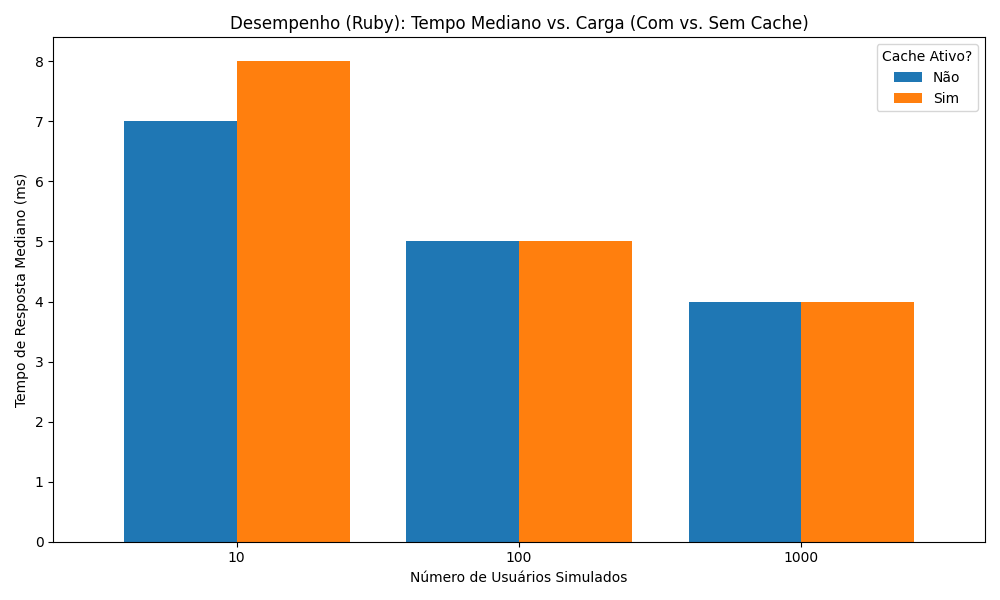 Desempenho (Ruby): Tempo Mediano vs. Carga (Com vs. Sem Cache)
Cache Ativo?
Não
Sim
Tempo de Resposta Mediano (ms)
8
7
6
5
4
3
2
1
0
10
100
1000
Número de Usuários Simulados